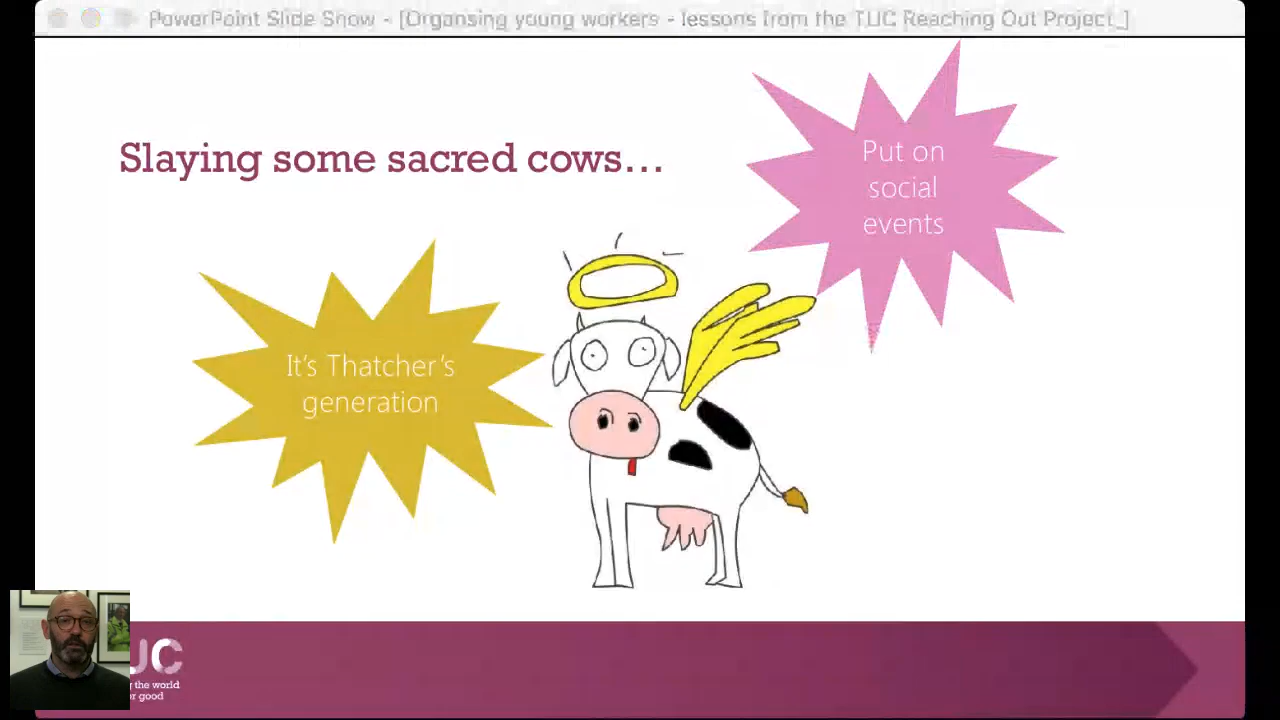 PowerPoint Slide Show - [Organsing young workers - lessons from the TUC Reaching Out Project_]
Slaying some sacred cows...
Put on
social
events
It's Thatcher's
generation
UC
the world
good